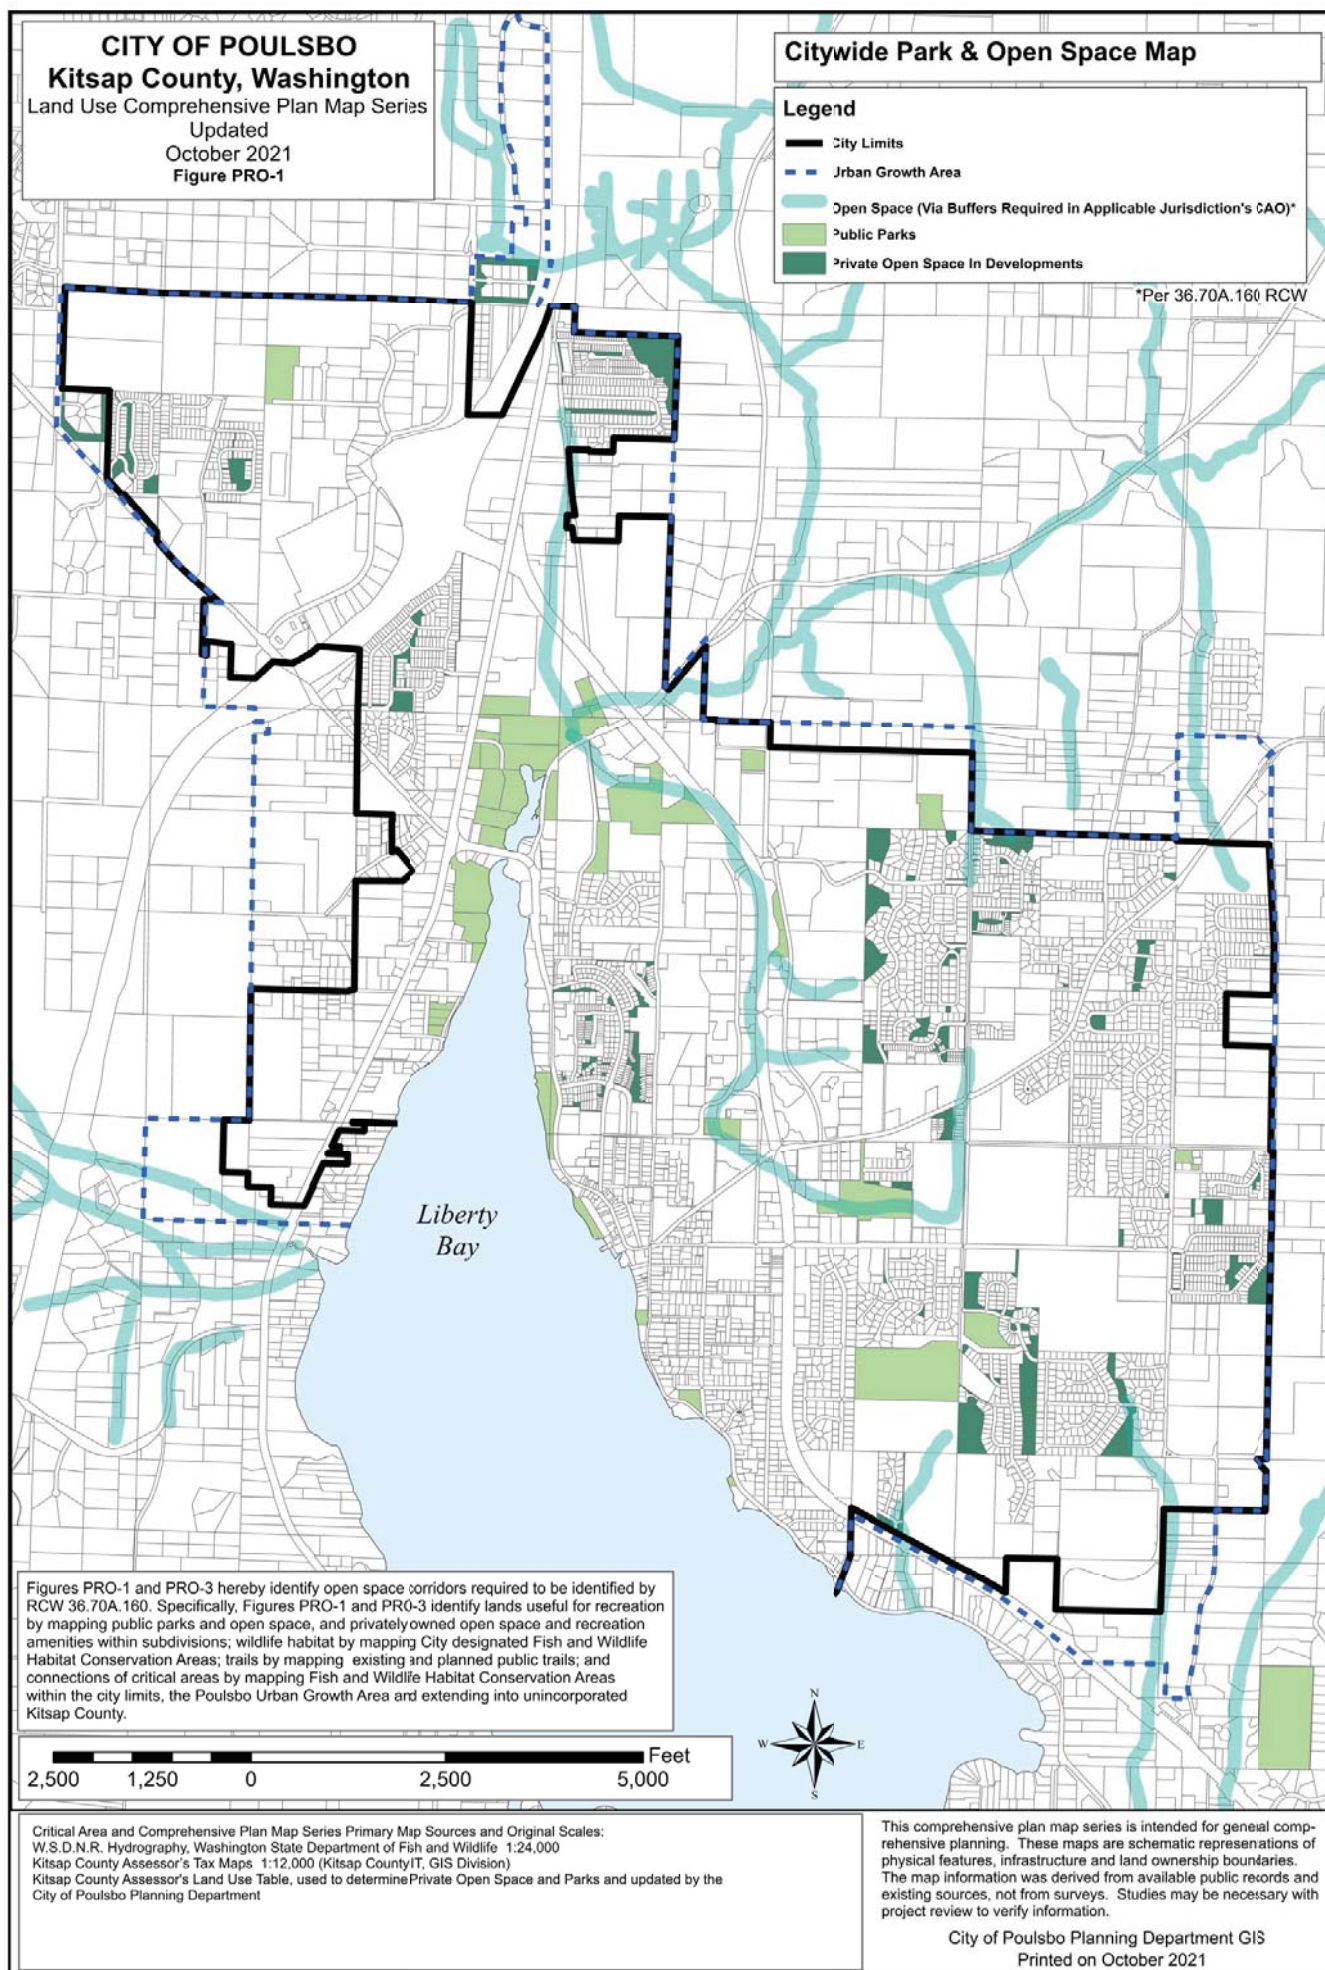 CITY OF POULSBO
Kitsap County, Washington
Land Use Comprehensive Plan Map Series
Updated
October 2021
Figure PRO-1
Citywide Park & Open Space Map
Legend
City Limits
Urban Growth Area
Open Space (Via Buffers Required in Applicable Jurisdiction's CAO)*
Public Parks
Private Open Space In Developments
*Per 36.70A.160 RCW
Liberty
Bay
Figures PRO-1 and PRO-3 hereby identify open space corridors required to be identified by
RCW 36.70A.160. Specifically, Figures PRO-1 and PRO-3 identify lands useful for recreation
by mapping public parks and open space, and privately owned open space and recreation
amenities within subdivisions; wildlife habitat by mapping City designated Fish and Wildlife
Habitat Conservation Areas; trails by mapping existing and planned public trails; and
connections of critical areas by mapping Fish and Wildlife Habitat Conservation Areas
within the city limits, the Poulsbo Urban Growth Area and extending into unincorporated
Kitsap County.
N
W E
S
Feet
2,500 1,250 0 2,500 5,000
Critical Area and Comprehensive Plan Map Series Primary Map Sources and Original Scales:
W.S.D.N.R. Hydrography, Washington State Department of Fish and Wildlife 1:24,000
Kitsap County Assessor's Tax Maps 1:12,000 (Kitsap County IT, GIS Division)
Kitsap County Assessor's Land Use Table, used to determine Private Open Space and Parks and updated by the
City of Poulsbo Planning Department
This comprehensive plan map series is intended for general comp-
rehensive planning. These maps are schematic represenations of
physical features, infrastructure and land ownership boundaries.
The map information was derived from available public records and
existing sources, not from surveys. Studies may be necessary with
project review to verify information.
City of Poulsbo Planning Department GIS
Printed on October 2021